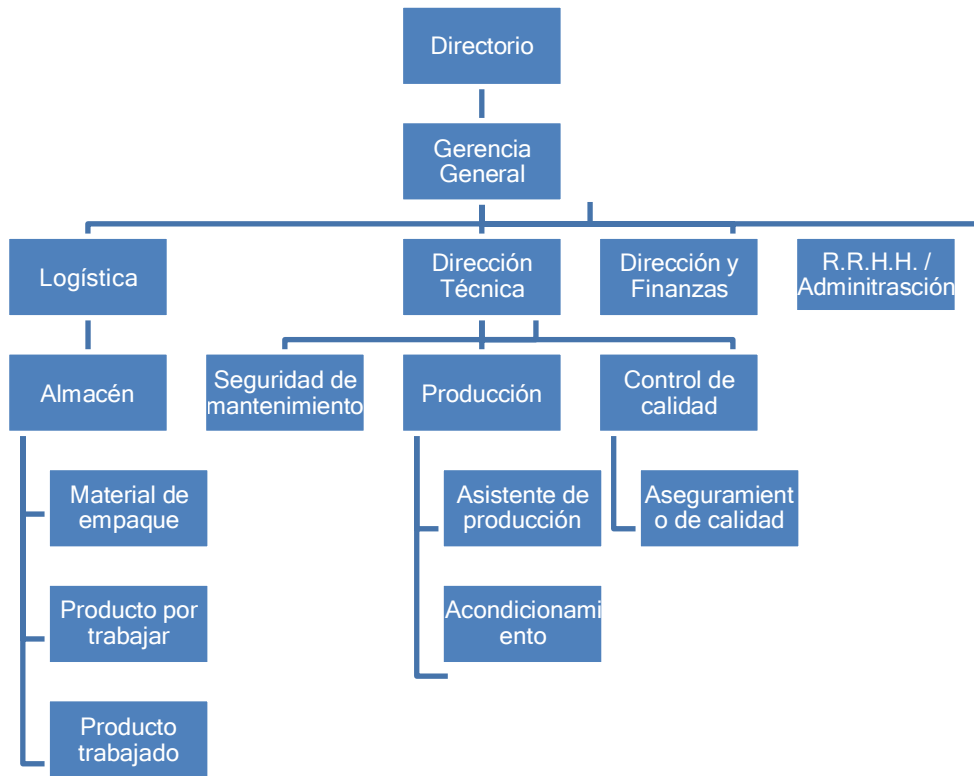 Directorio
Gerencia
General
Logística
Dirección
Técnica
Dirección y
Finanzas
R.R.H.H. /
Adminitrasción
Almacén
Seguridad de
mantenimiento
Producción
Control de
calidad
Material de
empaque
Asistente de
producción
Aseguramient
o de calidad
Producto por
trabajar
Acondicionami
ento
Producto
trabajado